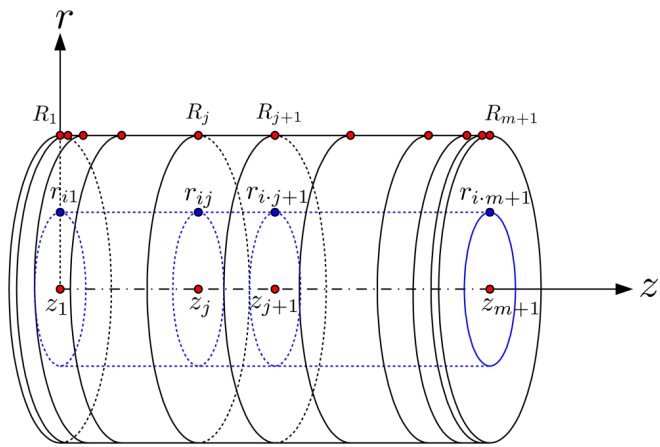 r
R₁ Rⱼ Rⱼ₊₁ Rₘ₊₁
rᵢ₁ rᵢⱼ rᵢ.ⱼ₊₁ rᵢ.ₘ₊₁
z₁ zⱼ zⱼ₊₁ zₘ₊₁ z